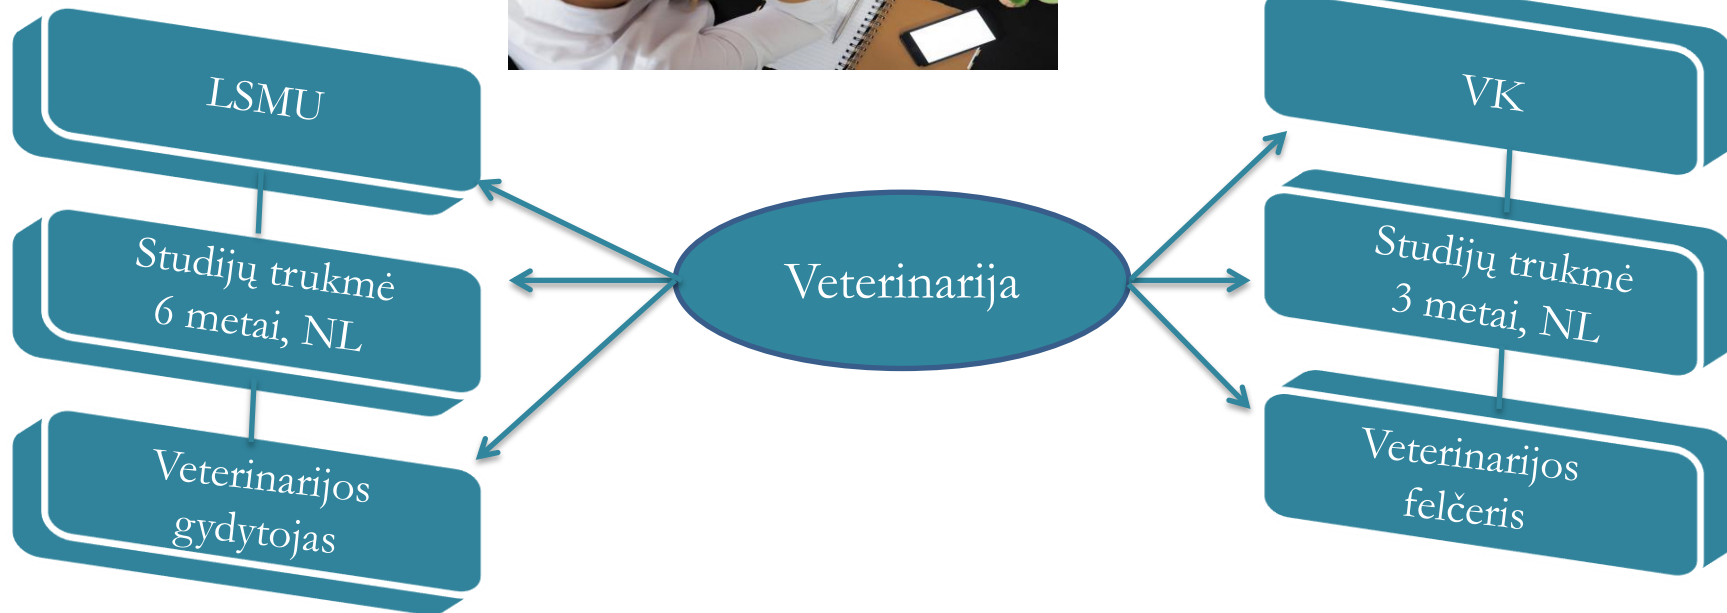 LSMU
Studijų trukmė
6 metai, NL
Veterinarijos
gydytojas
Veterinarija
VK
Studijų trukmė
3 metai, NL
Veterinarijos
felčeris